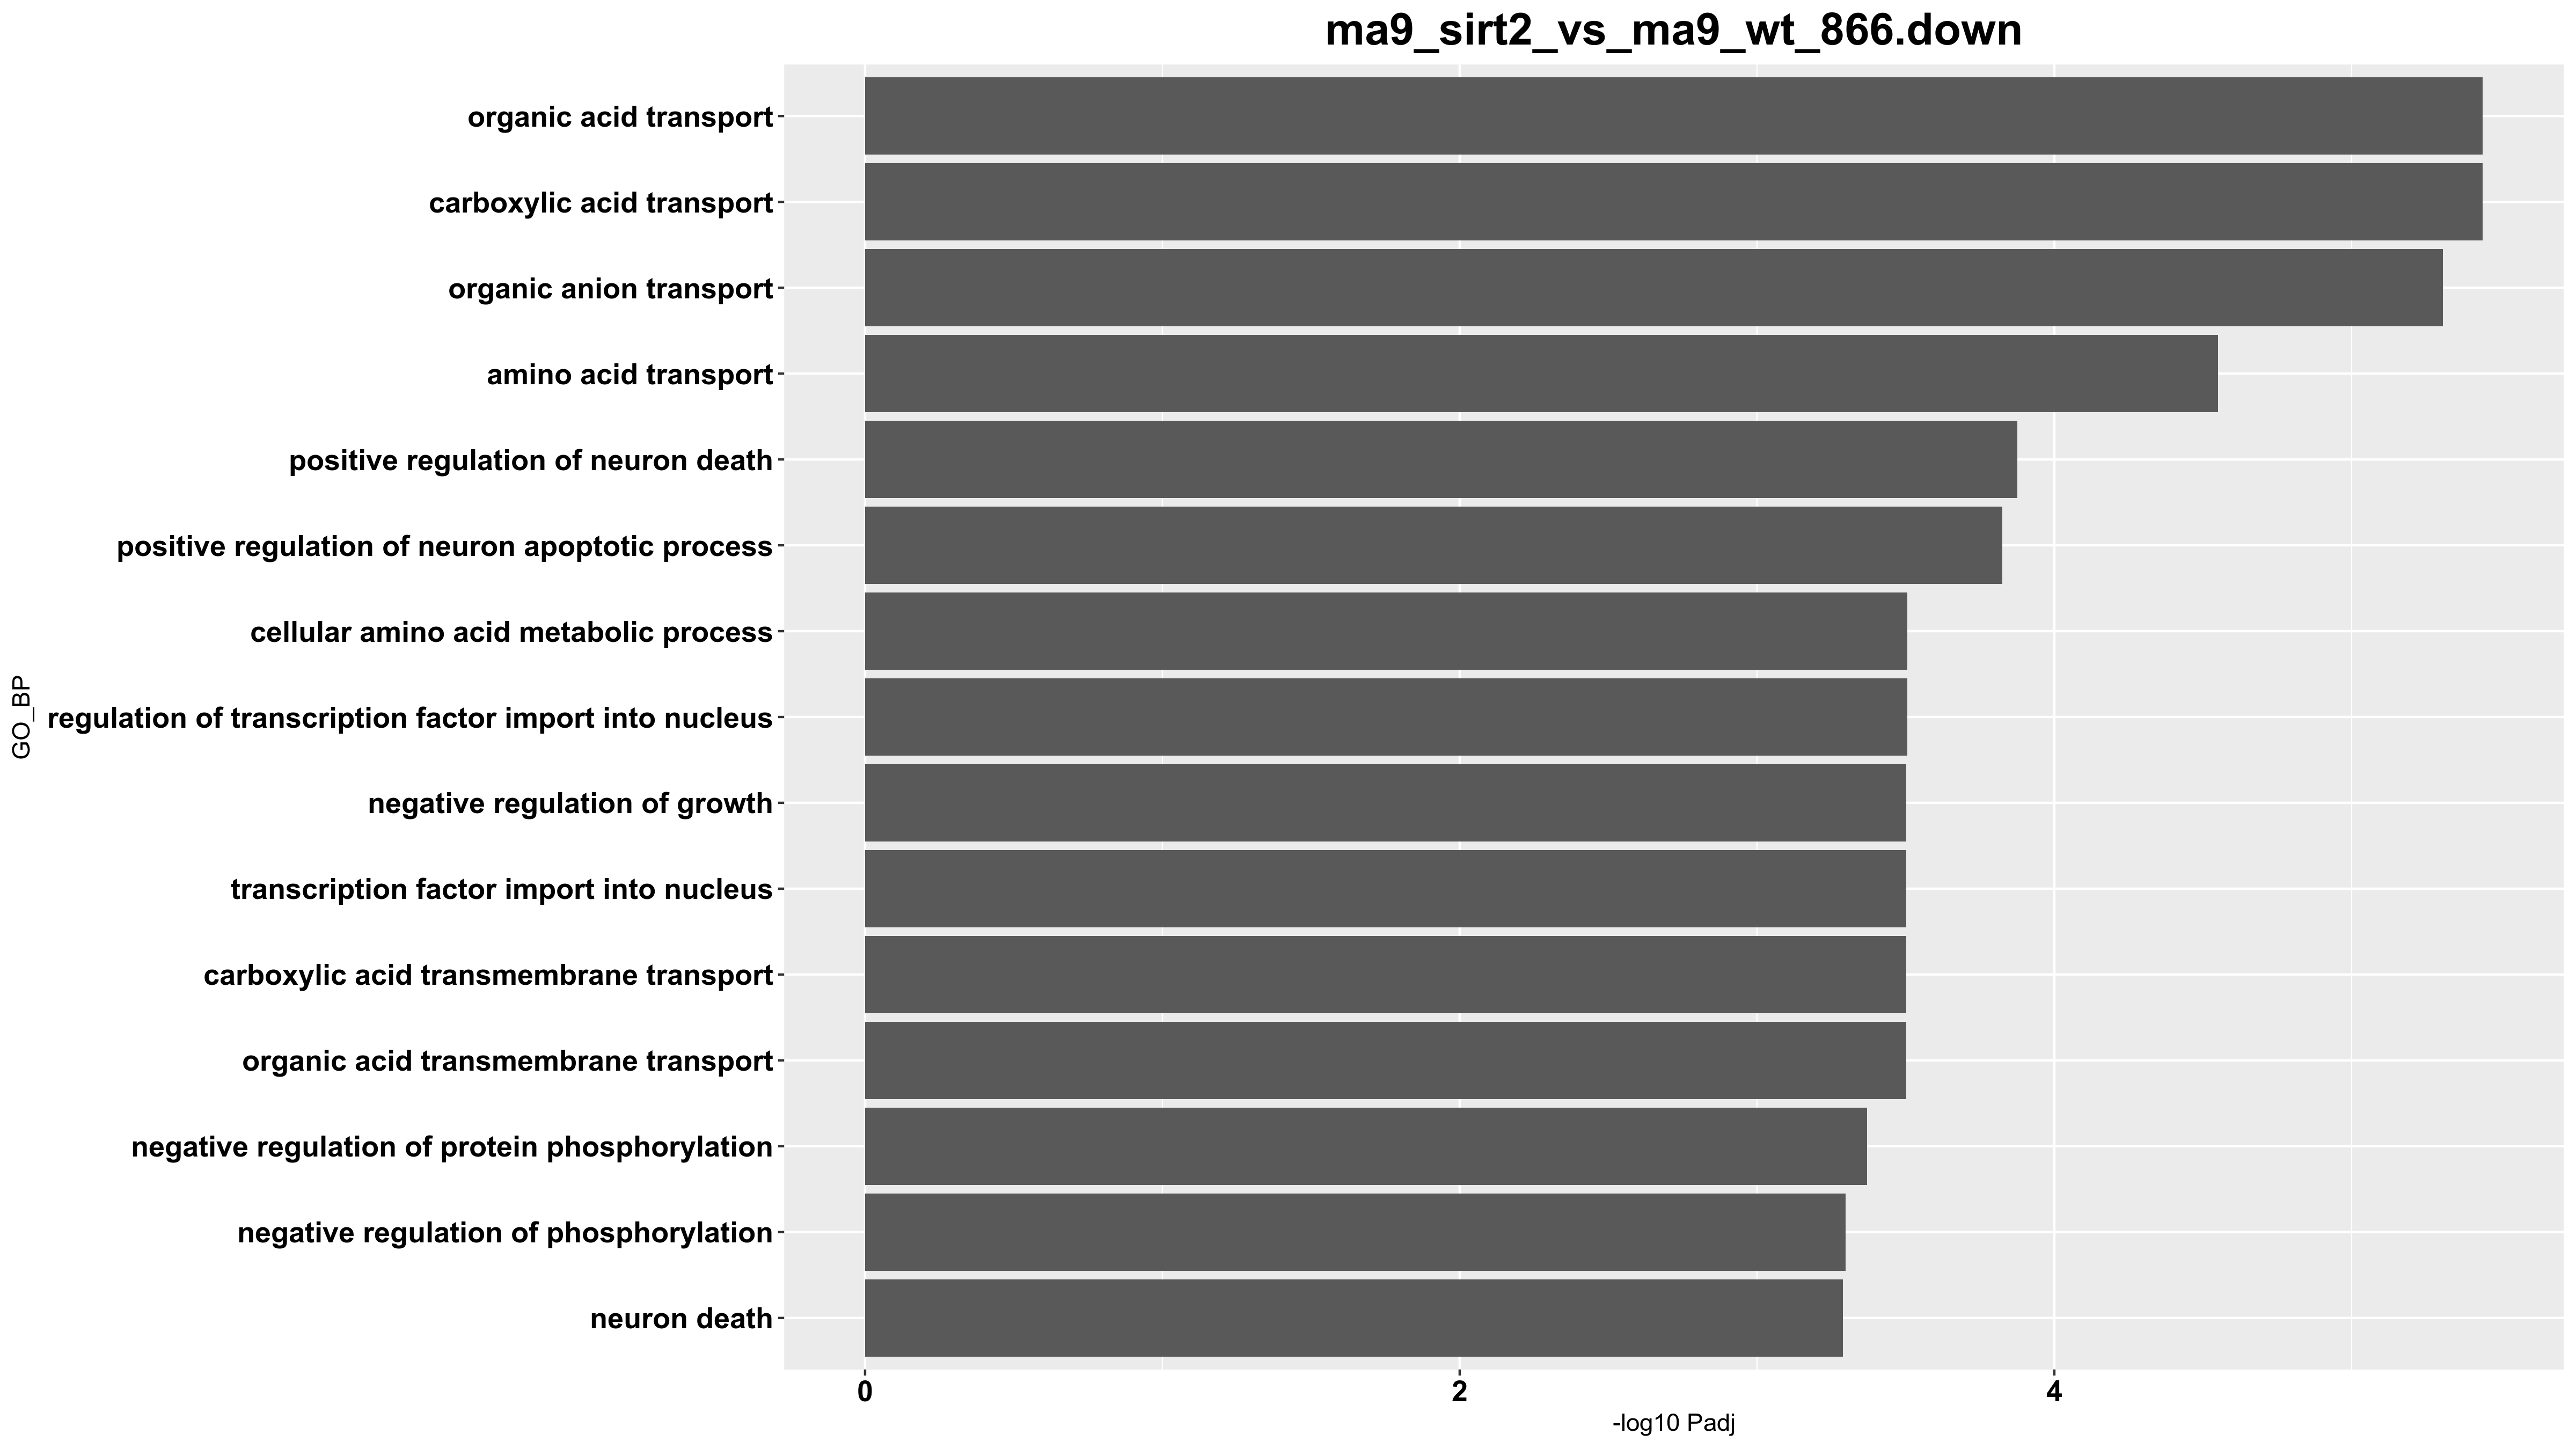 ma9_sirt2_vs_ma9_wt_866.down
organic acid transport
carboxylic acid transport
organic anion transport
amino acid transport
positive regulation of neuron death
positive regulation of neuron apoptotic process
cellular amino acid metabolic process
regulation of transcription factor import into nucleus
negative regulation of growth
transcription factor import into nucleus
carboxylic acid transmembrane transport
organic acid transmembrane transport
negative regulation of protein phosphorylation
negative regulation of phosphorylation
neuron death
GO_BP
0 2 4
-log10 Padj